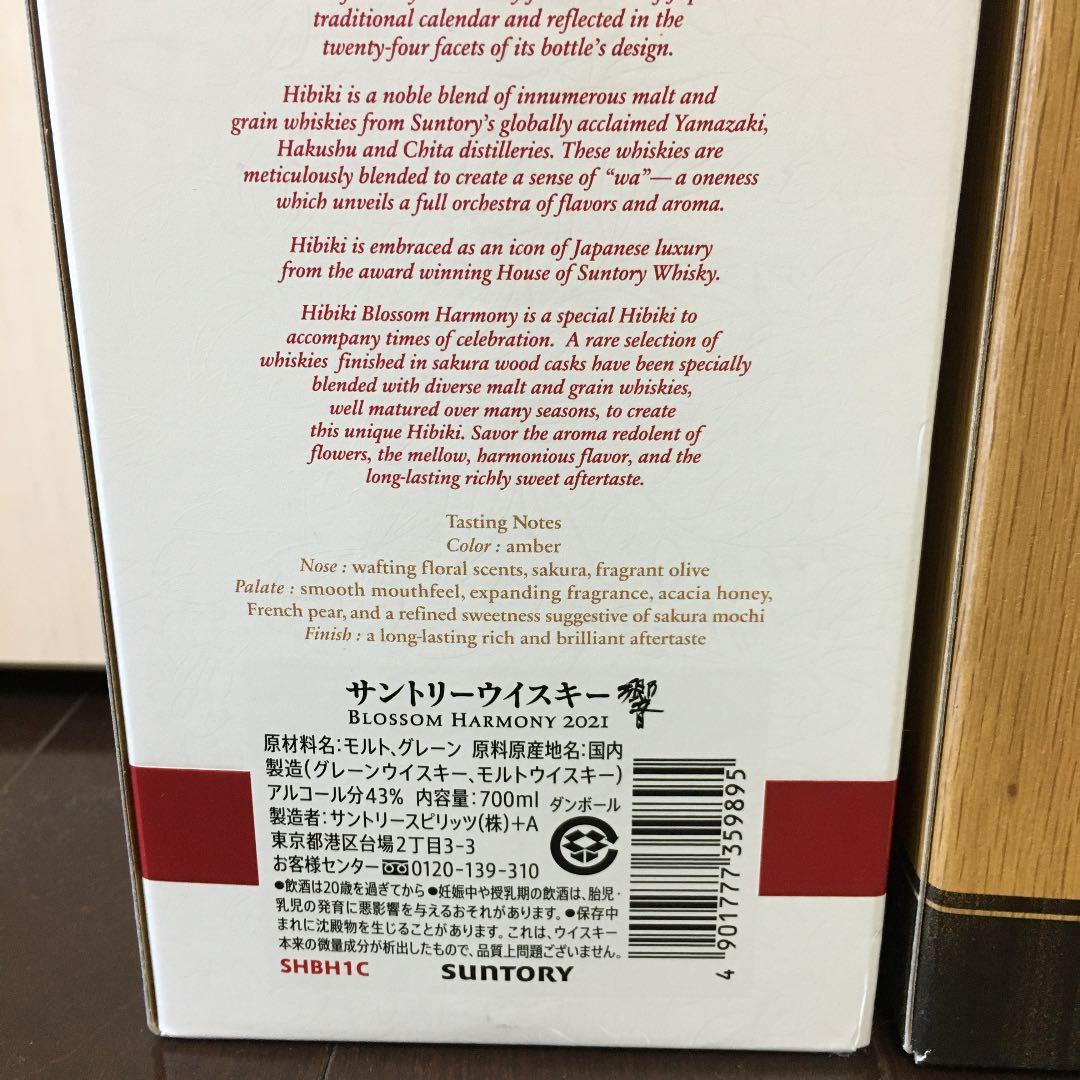 traditional calendar and reflected in the
twenty-four facets of its bottle's design.
Hibiki is a noble blend of innumerous malt and
grain whiskies from Suntory's globally acclaimed Yamazaki,
Hakushu and Chita distilleries. These whiskies are
meticulously blended to create a sense of “wa”— a oneness
which unveils a full orchestra of flavors and aroma.
Hibiki is embraced as an icon of Japanese luxury
from the award winning House of Suntory Whisky.
Hibiki Blossom Harmony is a special Hibiki to
accompany times of celebration. A rare selection of
whiskies finished in sakura wood casks have been specially
blended with diverse malt and grain whiskies,
well matured over many seasons, to create
this unique Hibiki. Savor the aroma redolent of
flowers, the mellow, harmonious flavor, and the
long-lasting richly sweet aftertaste.
Tasting Notes
Color : amber
Nose : wafting floral scents, sakura, fragrant olive
Palate : smooth mouthfeel, expanding fragrance, acacia honey,
French pear, and a refined sweetness suggestive of sakura mochi
Finish : a long-lasting rich and brilliant aftertaste
サントリーウイスキー 響
BLOSSOM HARMONY 2021
原材料名:モルト、グレーン 原料原産地名:国内
製造(グレーンウイスキー、モルトウイスキー)
アルコール分43% 内容量:700ml
製造者:サントリースピリッツ(株)+A
東京都港区台場2丁目3-3
お客様センター 0120-139-310
●飲酒は20歳を過ぎてから ●妊娠中や授乳期の飲酒は、胎児・
乳児の発育に悪影響を与えるおそれがあります。●保存中
まれに沈殿物を生じることがあります。これは、ウイスキー
本来の微量成分が析出したもので、品質上問題ございません。
ダンボール
4 901777 359895
SHBH1C SUNTORY